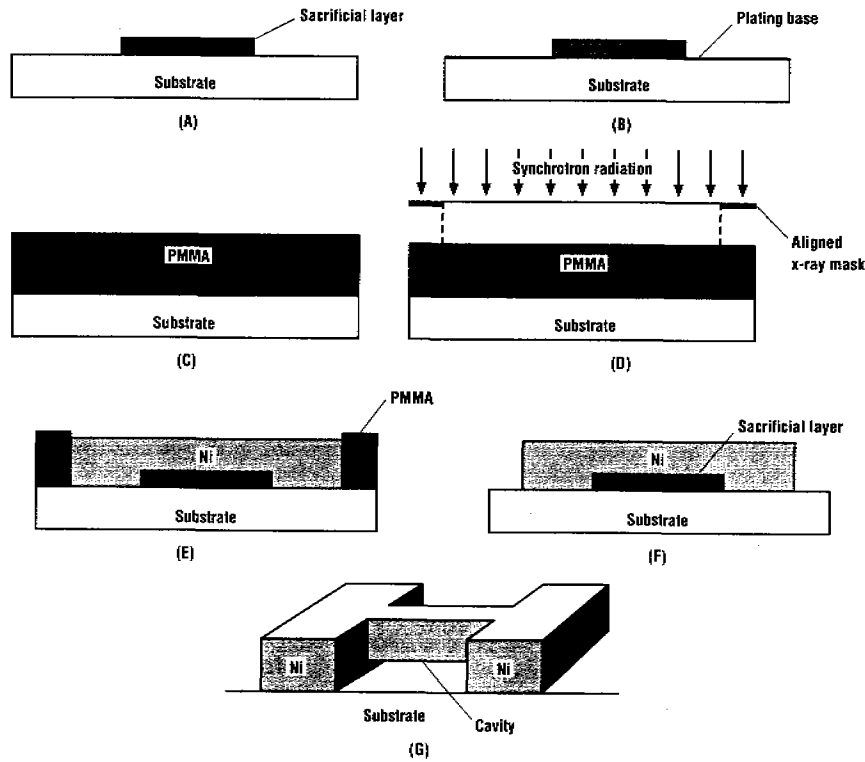 Sacrificial layer
Substrate
(A)
Plating base
Substrate
(B)
PMMA
Substrate
(C)
Synchrotron radiation
Aligned
x-ray mask
PMMA
Substrate
(D)
PMMA
Ni
Substrate
(E)
Sacrificial layer
Ni
Substrate
(F)
Ni
Ni
Substrate
Cavity
(G)